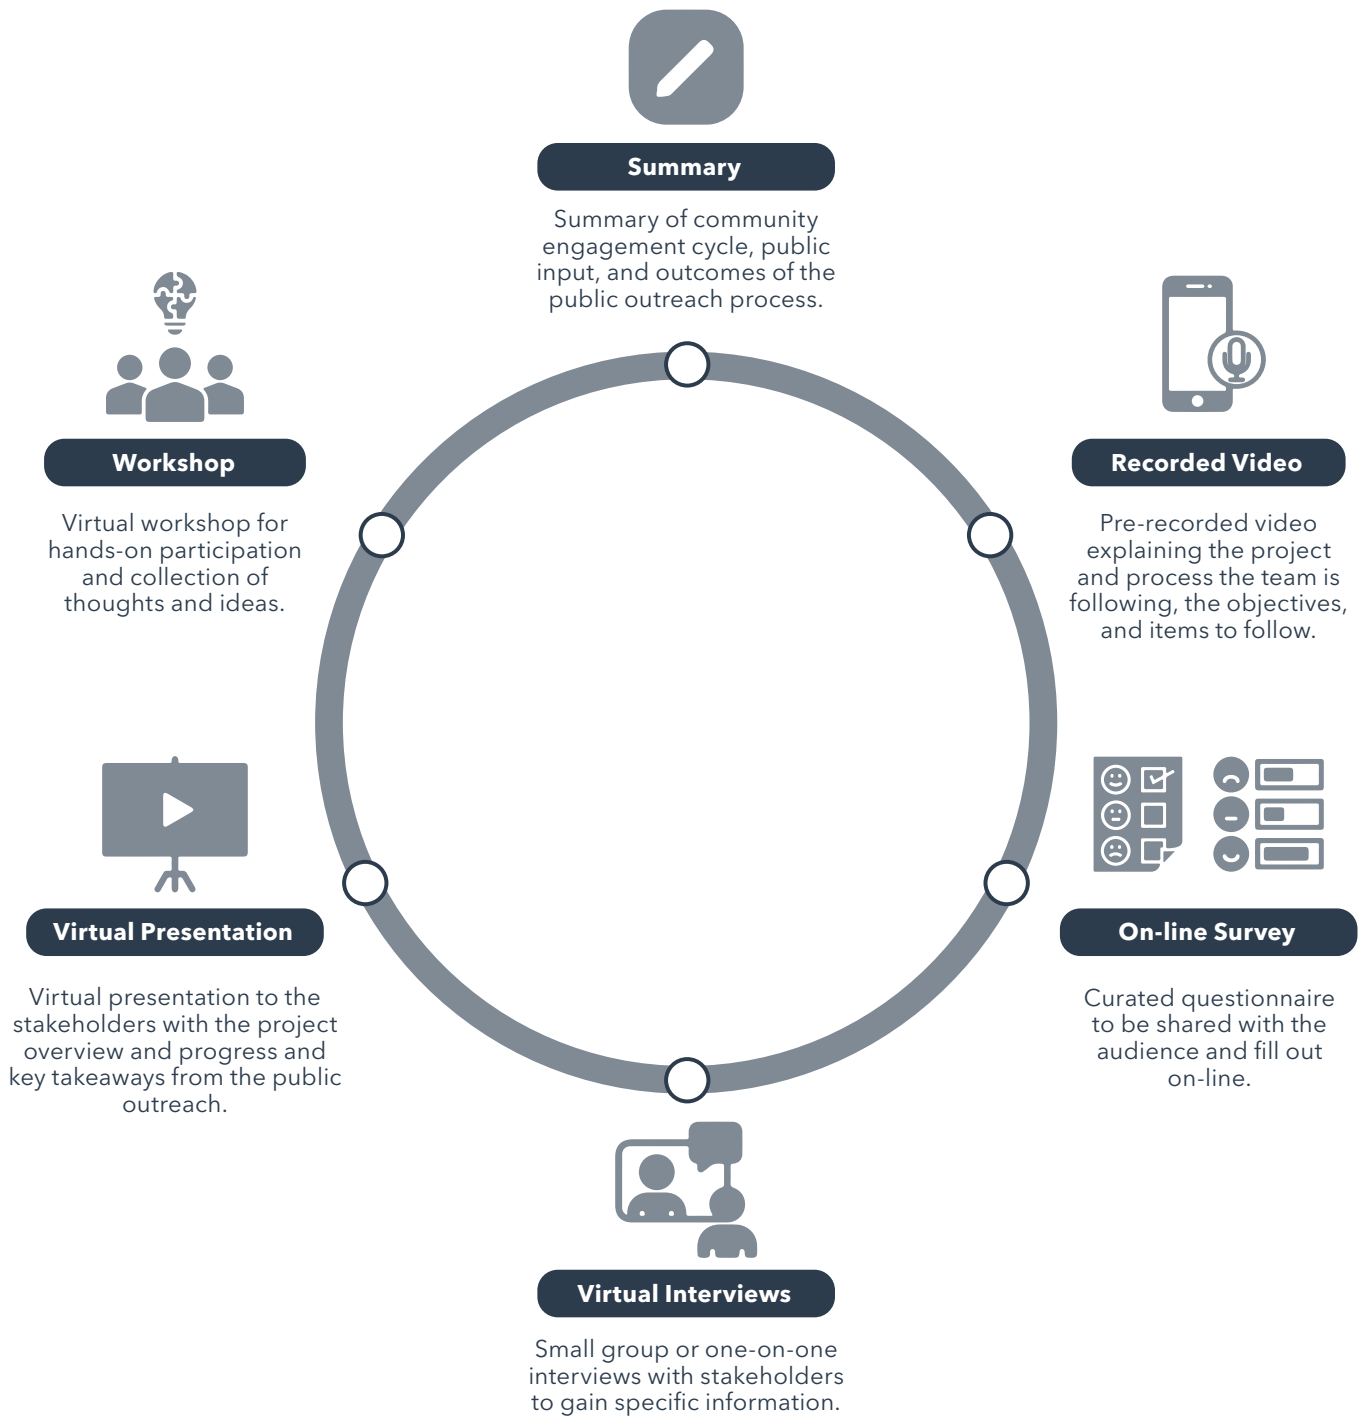 Summary
Summary of community
engagement cycle, public
input, and outcomes of the
public outreach process.
Workshop
Virtual workshop for
hands-on participation
and collection of
thoughts and ideas.
Recorded Video
Pre-recorded video
explaining the project
and process the team is
following, the objectives,
and items to follow.
Virtual Presentation
Virtual presentation to the
stakeholders with the project
overview and progress and
key takeaways from the public
outreach.
On-line Survey
Curated questionnaire
to be shared with the
audience and fill out
on-line.
Virtual Interviews
Small group or one-on-one
interviews with stakeholders
to gain specific information.